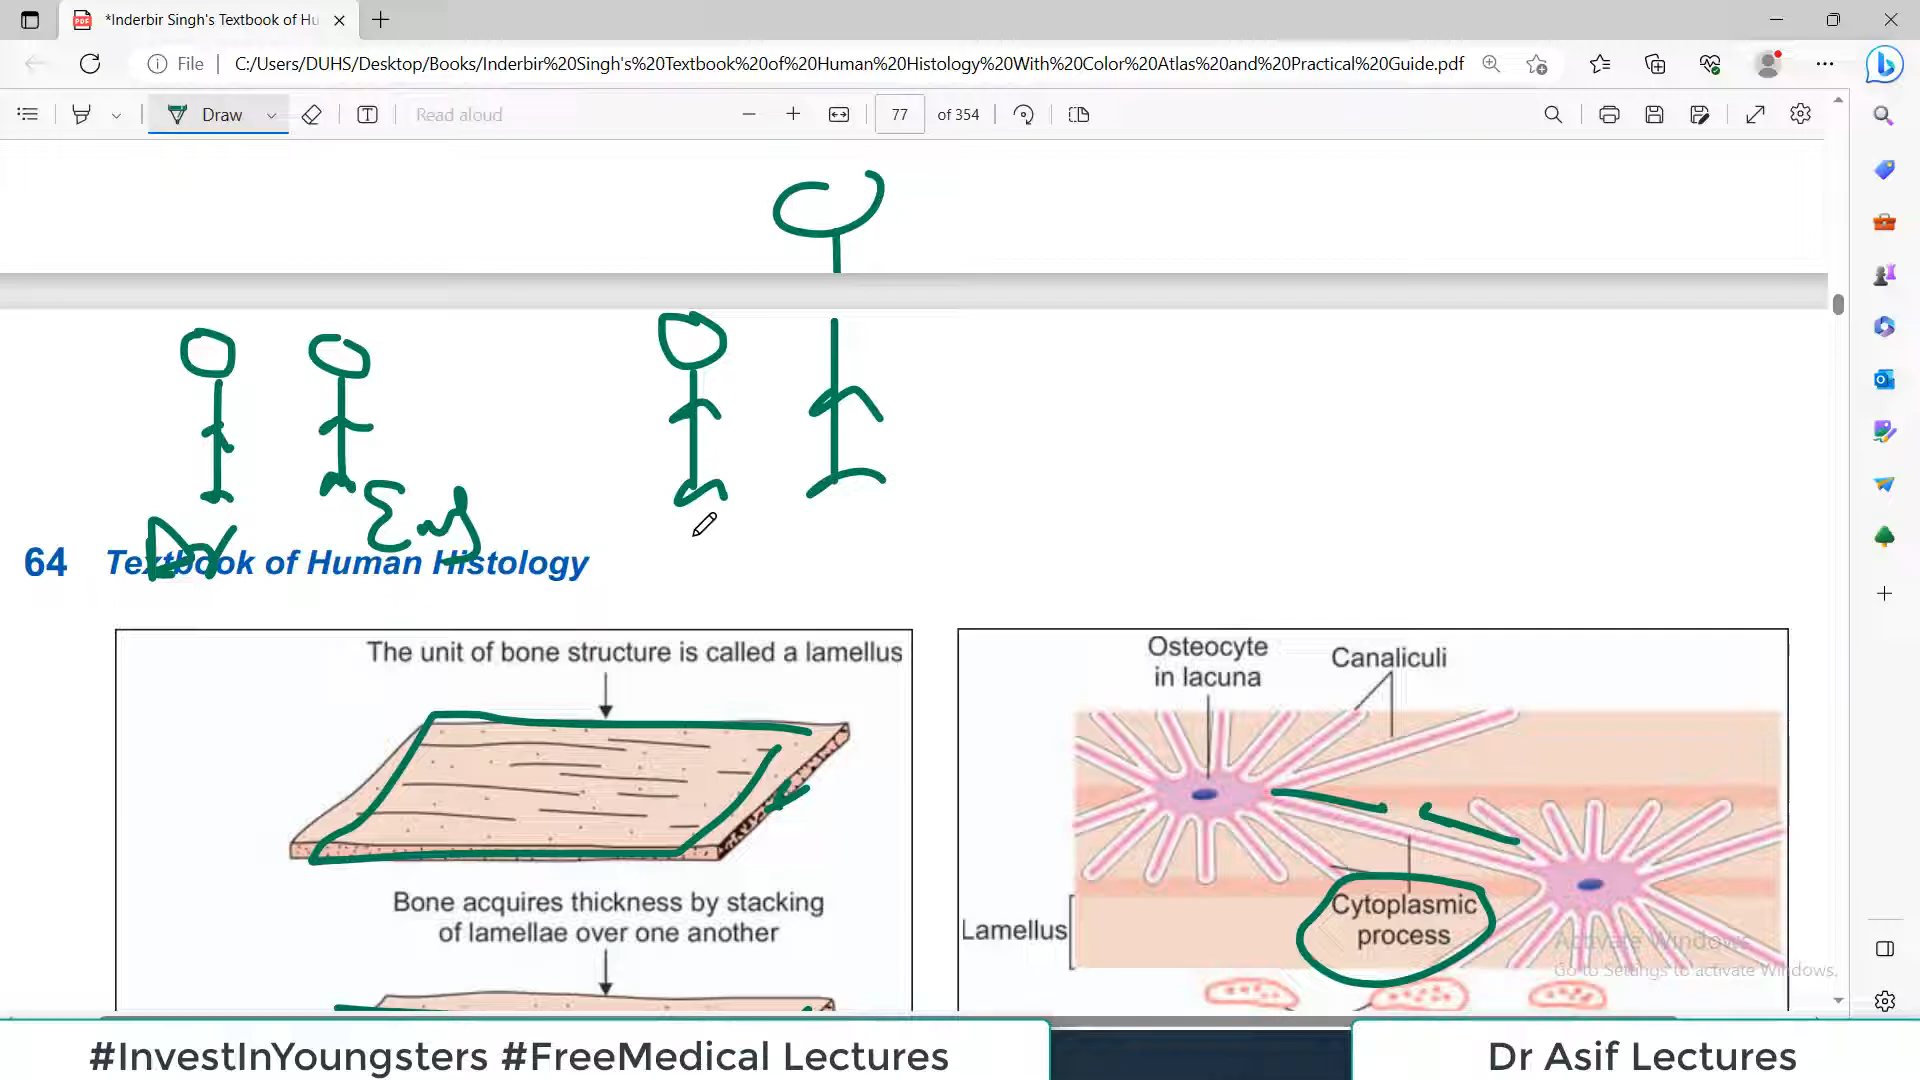 *Inderbir Singh's Textbook of Hu
File
C:/Users/DUHS/Desktop/Books/Inderbir%20Singh's%20Textbook%20of%20Human%20Histology%20With%20Color%20Atlas%20and%20Practical%20Guide.pdf
Draw
Read aloud
77 of 354
Dr
Eng
64 Textbook of Human Histology
The unit of bone structure is called a lamellus
Bone acquires thickness by stacking
of lamellae over one another
Osteocyte
in lacuna
Canaliculi
Cytoplasmic
process
Lamellus
Activate Windows
Go to Settings to activate Windows.
#InvestInYoungsters #FreeMedical Lectures
Dr Asif Lectures